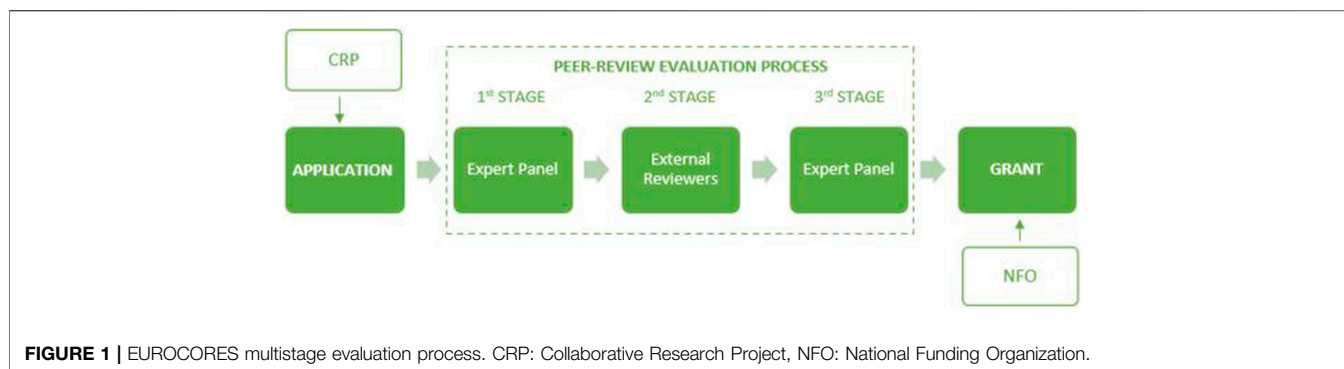 CRP
PEER-REVIEW EVALUATION PROCESS
1st STAGE
2nd STAGE
3rd STAGE
APPLICATION
Expert Panel
External
Reviewers
Expert Panel
GRANT
NFO
FIGURE 1 | EUROCORES multistage evaluation process. CRP: Collaborative Research Project, NFO: National Funding Organization.